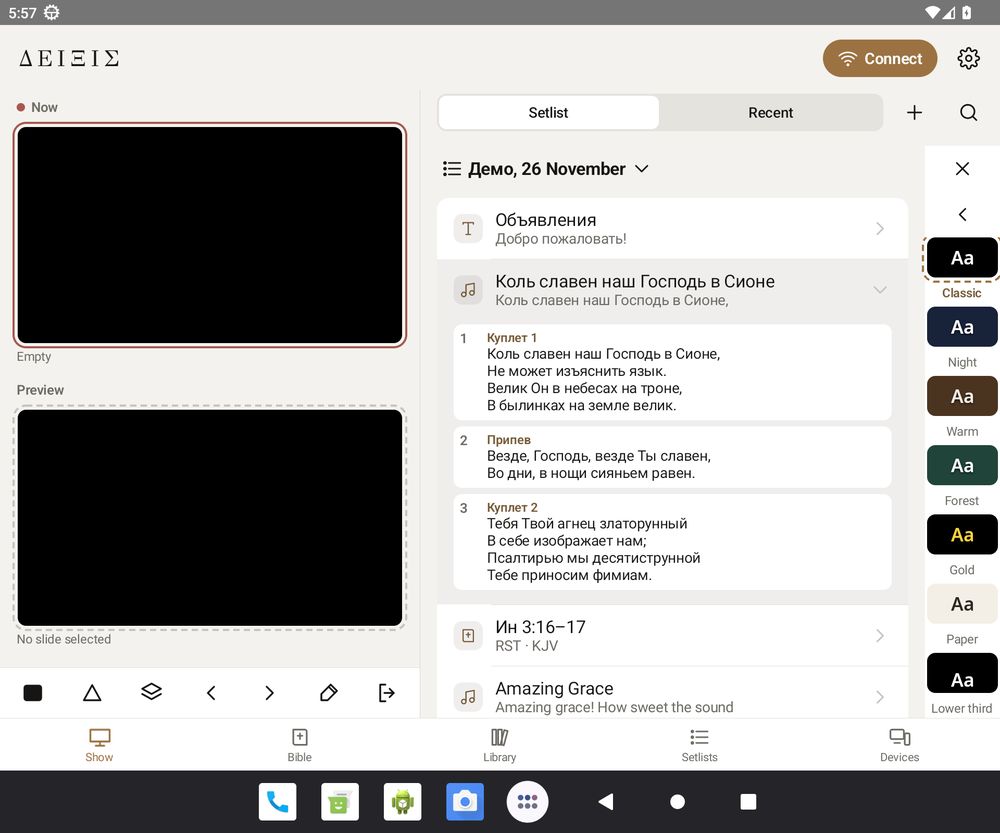 5:57
ΔΕΙΞΙΣ
Connect
Now
Empty
Preview
No slide selected
Setlist
Recent
Демо, 26 November
Объявления
Добро пожаловать!
Коль славен наш Господь в Сионе
Коль славен наш Господь в Сионе,
1
Куплет 1
Коль славен наш Господь в Сионе,
Не может изъяснить язык.
Велик Он в небесах на троне,
В былинках на земле велик.
2
Припев
Везде, Господь, везде Ты славен,
Во дни, в нощи сияньем равен.
3
Куплет 2
Тебя Твой агнец златорунный
В себе изображает нам;
Псалтирью мы десятиструнной
Тебе приносим фимиам.
Ин 3:16–17
RST · KJV
Amazing Grace
Amazing grace! How sweet the sound
Aa
Classic
Aa
Night
Aa
Warm
Aa
Forest
Aa
Gold
Aa
Paper
Aa
Lower third
Show
Bible
Library
Setlists
Devices